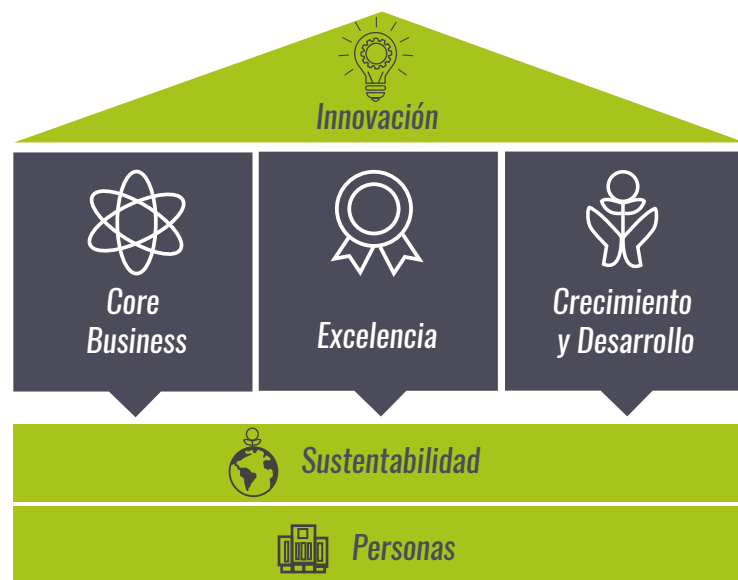 Innovación
Core
Business
Excelencia
Crecimiento
y Desarrollo
Sustentabilidad
Personas